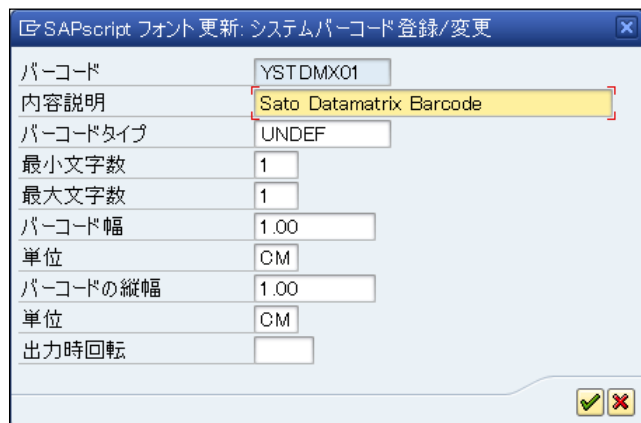 SAPscript フォント更新: システムバーコード登録/変更
バーコード YSTDMX01
内容説明 Sato Datamatrix Barcode
バーコードタイプ UNDEF
最小文字数 1
最大文字数 1
バーコード幅 1.00
単位 CM
バーコードの縦幅 1.00
単位 CM
出力時回転